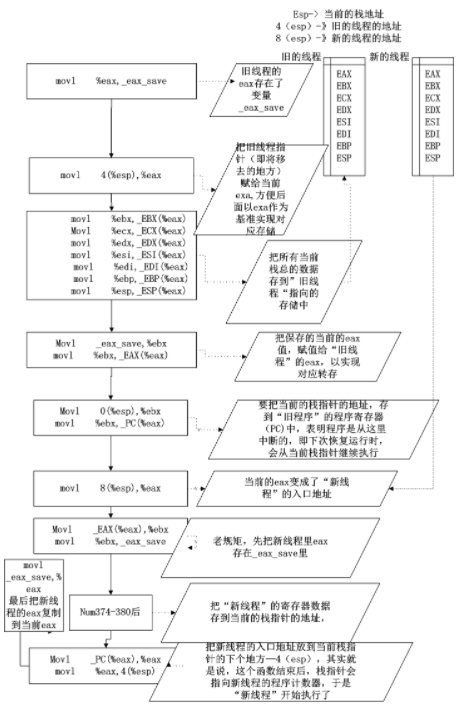 Esp-> 当前的栈地址
4（esp）-》旧的线程的地址
8（esp）-》新的线程的地址
旧的线程
新的线程
EAX
EBX
ECX
EDX
ESI
EDI
EBP
ESP
EAX
EBX
ECX
EDX
ESI
EDI
EBP
ESP
movl %eax,_eax_save
旧线程的
eax存在了
变量
_eax_save
movl 4(%esp),%eax
把旧线程指
针（即将移
去的地方）
赋给当前
exa,方便后
面以exa作为
基准实现对
应存储
movl %ebx,_EBX(%eax)
Movl %ecx,_ECX(%eax)
movl %edx,_EDX(%eax)
movl %esi,_ESI(%eax)
movl %edi,_EDI(%eax)
movl %ebp,_EBP(%eax)
movl %esp,_ESP(%eax)
把所有当前
栈总的数据
存到”旧线
程“指向的
存储中
Movl _eax_save,%ebx
movl %ebx,_EAX(%eax)
把保存的当前的eax
值，赋值给“旧线
程”的eax，以实现
对应转存
Movl 0(%esp),%ebx
movl %ebx,_PC(%eax)
要把当前的栈指针的地址，存
到“旧程序”的程序寄存器
(PC)中，表明程序是从这里
中断的，即下次恢复运行时，
会从当前栈指针继续执行
movl 8(%esp),%eax
当前的eax变成了“新线
程”的入口地址
Movl _EAX(%eax),%ebx
movl %ebx,_eax_save
老规矩，先把新线程里eax
存在_eax_save里
movl
_eax_save,%
eax
最后把新线
程的eax复制
到当前eax
Num374-380后
把“新线程”的寄存器数据
存到当前的栈指针的地址，
Movl _PC(%eax),%eax
movl %eax,4(%esp)
把新线程的入口地址放到当前栈指
针的下个地方—4（esp），其实就
是说，这个函数结束后，栈指针会
指向新线程的程序计数器，于是
“新线程”开始执行了